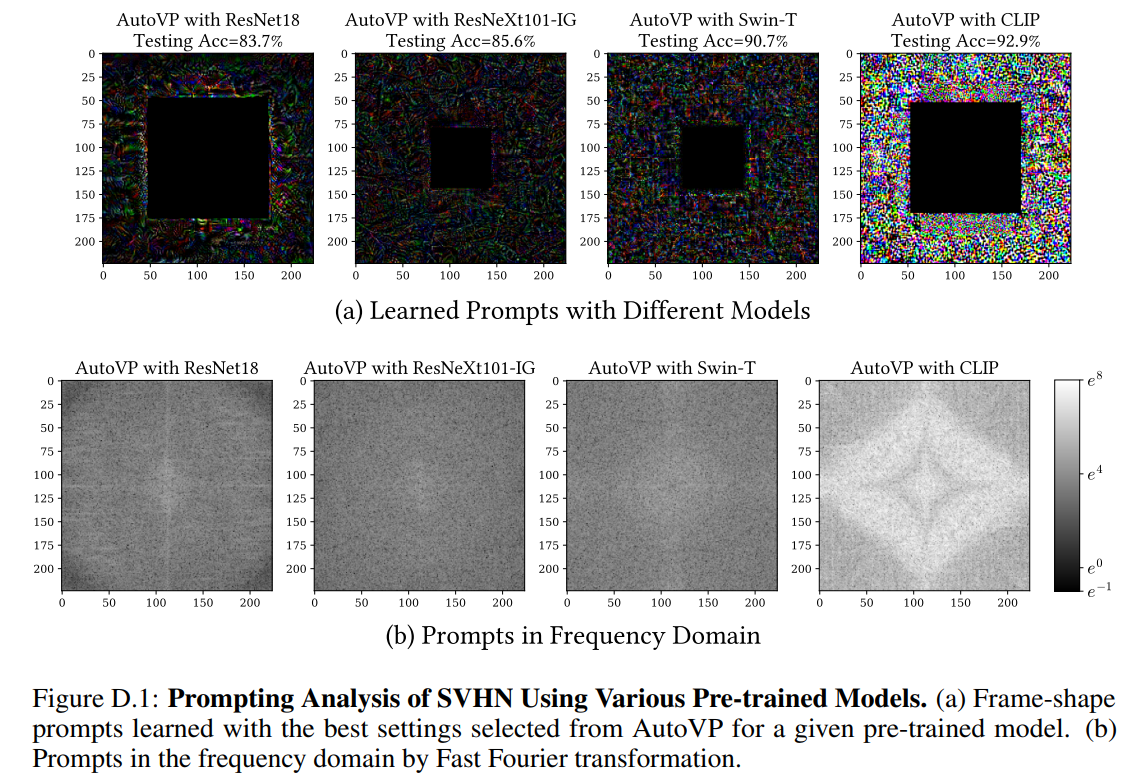 AutoVP with ResNet18
Testing Acc=83.7%
AutoVP with ResNeXt101-IG
Testing Acc=85.6%
AutoVP with Swin-T
Testing Acc=90.7%
AutoVP with CLIP
Testing Acc=92.9%
0
25
50
75
100
125
150
175
200
0 50 100 150 200
0
25
50
75
100
125
150
175
200
0 50 100 150 200
0
25
50
75
100
125
150
175
200
0 50 100 150 200
0
25
50
75
100
125
150
175
200
0 50 100 150 200
(a) Learned Prompts with Different Models
AutoVP with ResNet18
AutoVP with ResNeXt101-IG
AutoVP with Swin-T
AutoVP with CLIP
0
25
50
75
100
125
150
175
200
0 50 100 150 200
0
25
50
75
100
125
150
175
200
0 50 100 150 200
0
25
50
75
100
125
150
175
200
0 50 100 150 200
0
25
50
75
100
125
150
175
200
0 50 100 150 200
e⁸
e⁴
e⁰
e⁻¹
(b) Prompts in Frequency Domain
Figure D.1: Prompting Analysis of SVHN Using Various Pre-trained Models. (a) Frame-shape
prompts learned with the best settings selected from AutoVP for a given pre-trained model. (b)
Prompts in the frequency domain by Fast Fourier transformation.